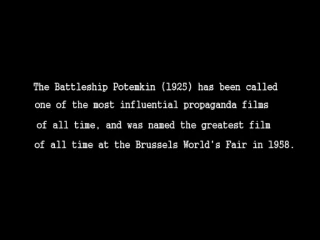 The Battleship Potemkin (1925) has been called
one of the most influential propaganda films
of all time, and was named the greatest film
of all time at the Brussels World's Fair in 1958.